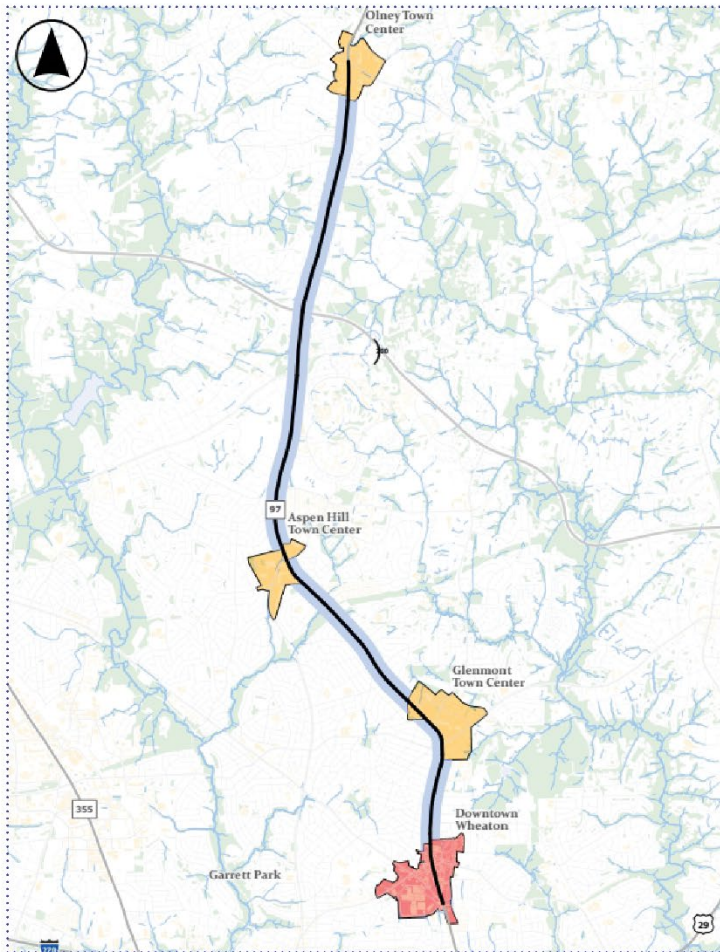 Olney Town
Center
97
Aspen Hill
Town Center
Glenmont
Town Center
355
Downtown
Wheaton
Garrett Park
29